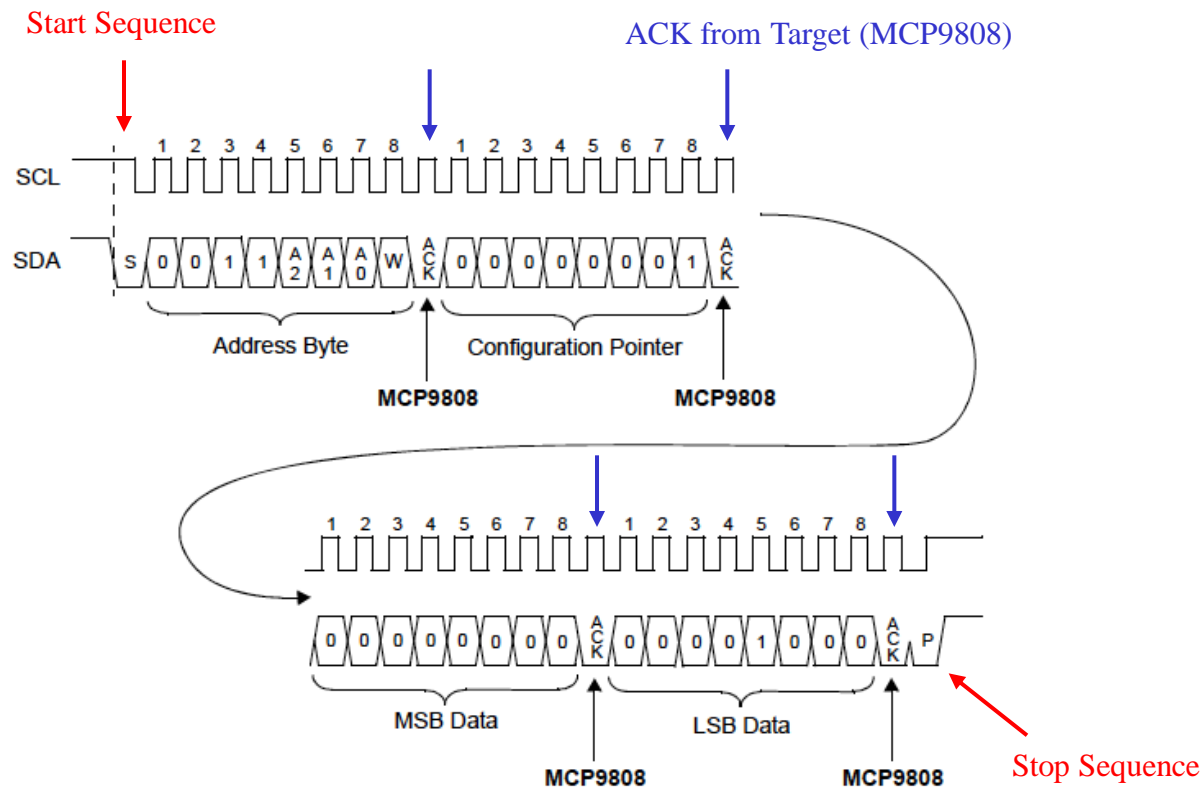 Start Sequence
ACK from Target (MCP9808)
1 2 3 4 5 6 7 8 1 2 3 4 5 6 7 8
SCL
SDA
S 0 0 1 1 A2 A1 A0 W ACK 0 0 0 0 0 0 0 1 ACK
Address Byte Configuration Pointer
MCP9808 MCP9808
1 2 3 4 5 6 7 8 1 2 3 4 5 6 7 8
0 0 0 0 0 0 0 0 ACK 0 0 0 0 1 0 0 0 ACK P
MSB Data LSB Data
MCP9808 MCP9808
Stop Sequence